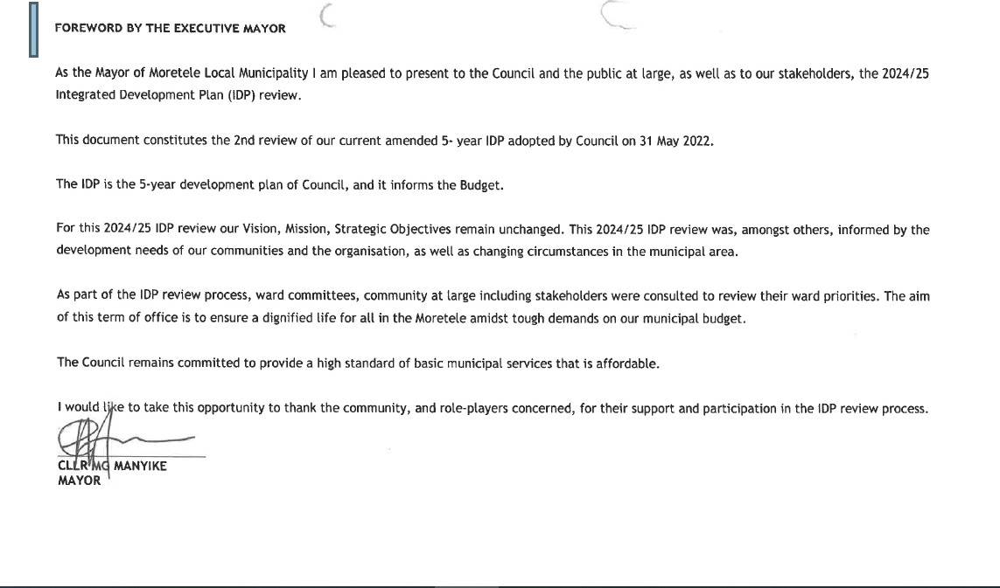 FOREWORD BY THE EXECUTIVE MAYOR
As the Mayor of Moretele Local Municipality I am pleased to present to the Council and the public at large, as well as to our stakeholders, the 2024/25
Integrated Development Plan (IDP) review.
This document constitutes the 2nd review of our current amended 5- year IDP adopted by Council on 31 May 2022.
The IDP is the 5-year development plan of Council, and it informs the Budget.
For this 2024/25 IDP review our Vision, Mission, Strategic Objectives remain unchanged. This 2024/25 IDP review was, amongst others, informed by the
development needs of our communities and the organisation, as well as changing circumstances in the municipal area.
As part of the IDP review process, ward committees, community at large including stakeholders were consulted to review their ward priorities. The aim
of this term of office is to ensure a dignified life for all in the Moretele amidst tough demands on our municipal budget.
The Council remains committed to provide a high standard of basic municipal services that is affordable.
I would like to take this opportunity to thank the community, and role-players concerned, for their support and participation in the IDP review process.
CLLR MG MANYIKE
MAYOR